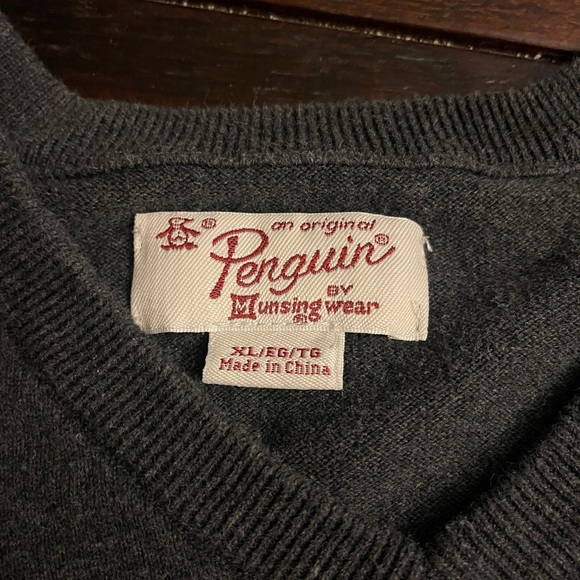 an original
Penguin®
BY
Munsingwear
®
XL/EG/TG
Made in China